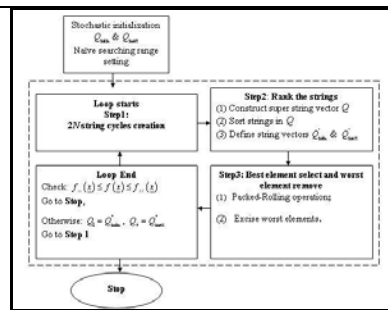 Stochastic initialization
&
Naive searching range
setting
Loop starts
Step1:
2N string cycles creation
Step2: Rank the strings
(1) Construct super string vector Q
(2) Sort strings in Q
(3) Define string vectors &
Step3: Best element select and worst
element remove
(1) Packed-Rolling operation;
(2) Excise worst elements.
Loop End
Check:
Go to Stop,
Otherwise:
Go to Step 1
Stop